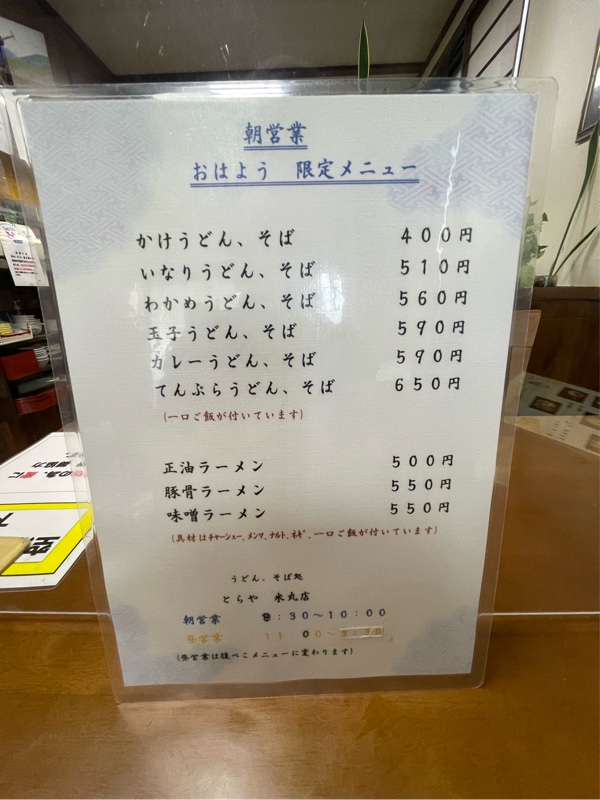 朝営業
おはよう 限定メニュー
かけうどん、そば 400円
いなりうどん、そば 510円
わかめうどん、そば 560円
玉子うどん、そば 590円
カレーうどん、そば 590円
てんぷらうどん、そば 650円
(一口ご飯が付いています)
正油ラーメン 500円
豚骨ラーメン 550円
味噌ラーメン 550円
(具材はチャーシュー、メンマ、ナルト、ネギ、一口ご飯が付いています)
うどん、そば処
とらや 米丸店
朝営業 :30〜10:00
昼営業 11 00〜3:30
(昼営業は腹ぺこメニューに変わります)